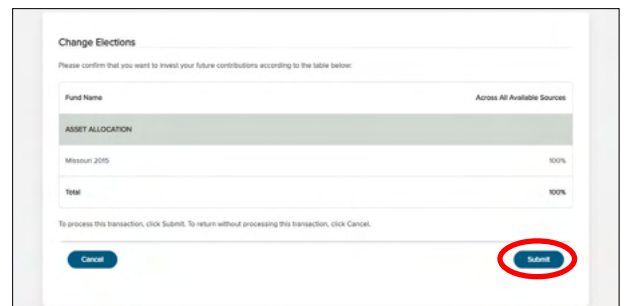 Change Elections
Please confirm that you want to invest your future contributions according to the table below:
Fund Name Across All Available Sources
ASSET ALLOCATION
Missouri 2015 100%
Total 100%
To process this transaction, click Submit. To return without processing this transaction, click Cancel.
Cancel Submit